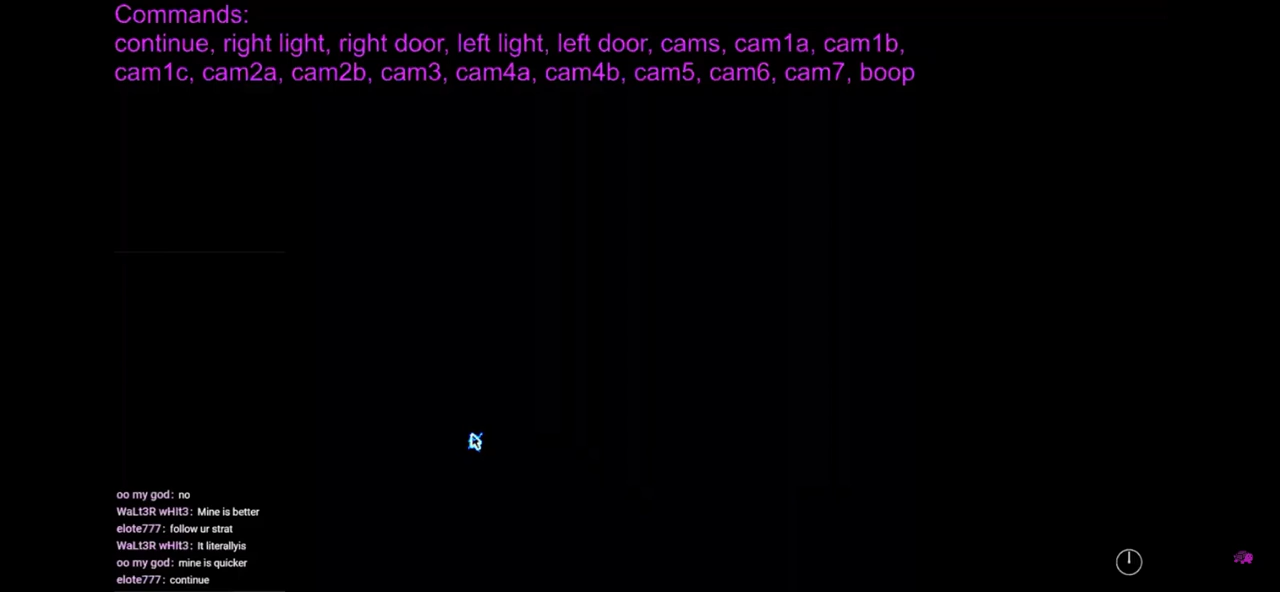 Commands:
continue, right light, right door, left light, left door, cams, cam1a, cam1b,
cam1c, cam2a, cam2b, cam3, cam4a, cam4b, cam5, cam6, cam7, boop
oo my god: no
WaLt3R wHIt3: Mine is better
elote777: follow ur strat
WaLt3R wHIt3: It literallyis
oo my god: mine is quicker
elote777: continue